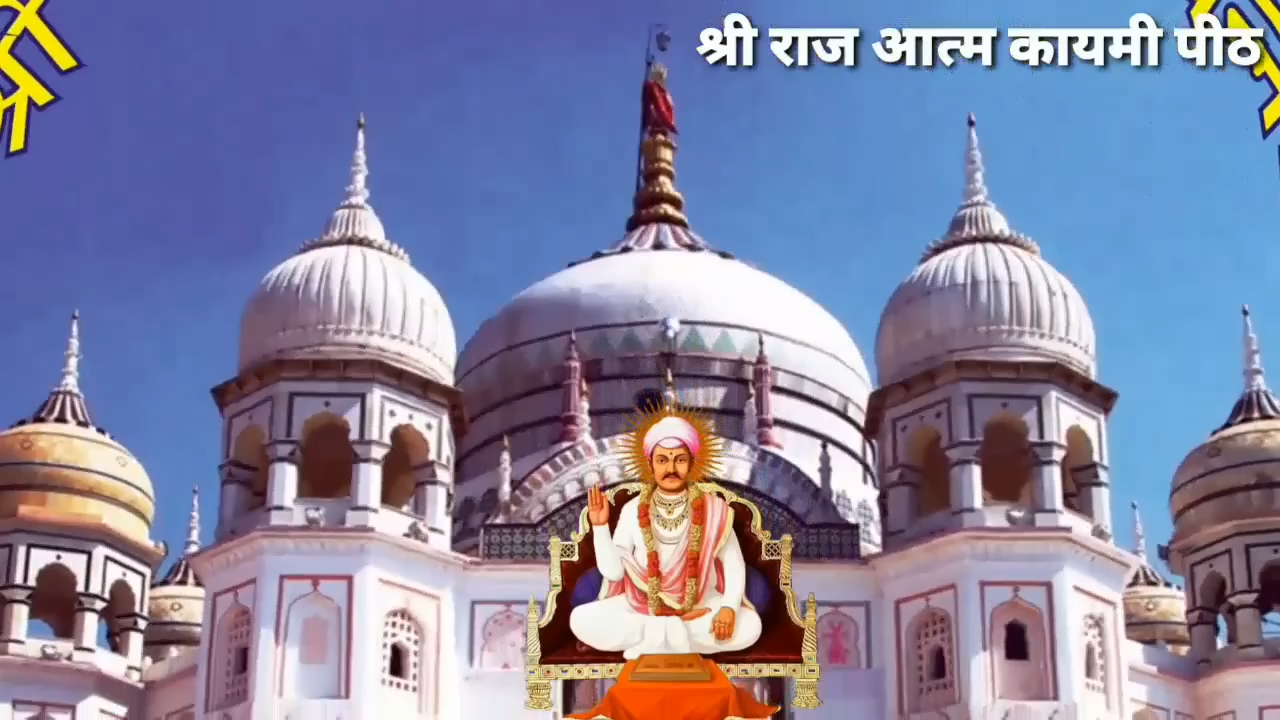 श्री राज आत्म कायमी पीठ
श्री